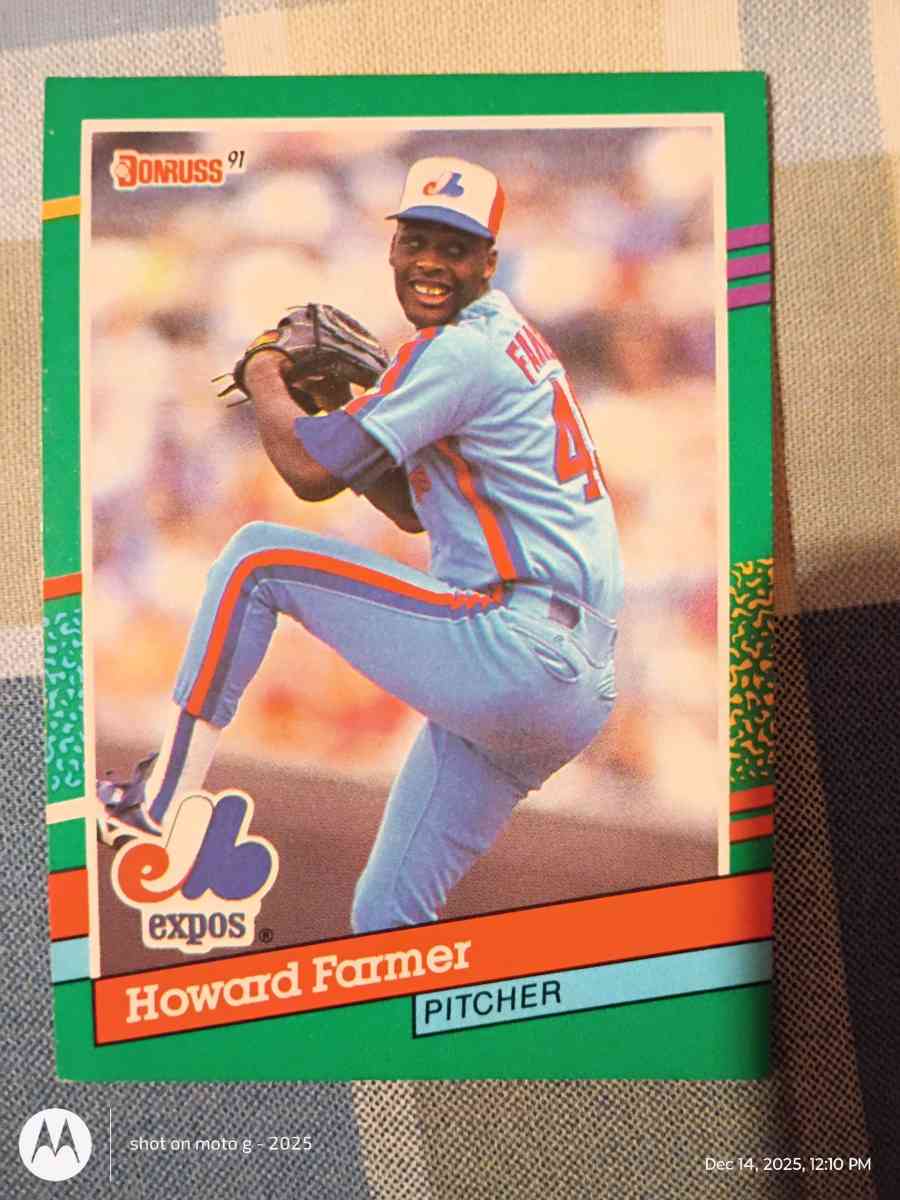 DONRUSS '91
expos ®
Howard Farmer
PITCHER
shot on moto g - 2025
Dec 14, 2025, 12:10 PM